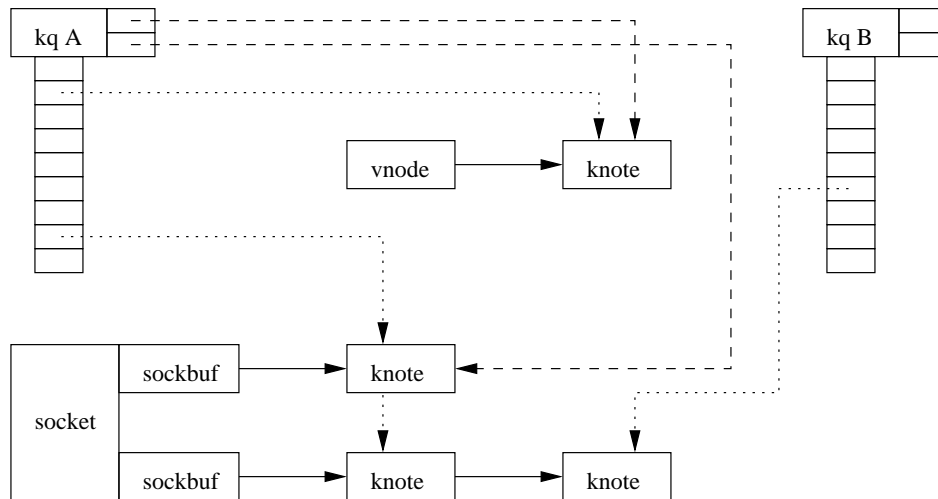 kq A
kq B
vnode
knote
sockbuf
knote
socket
sockbuf
knote
knote